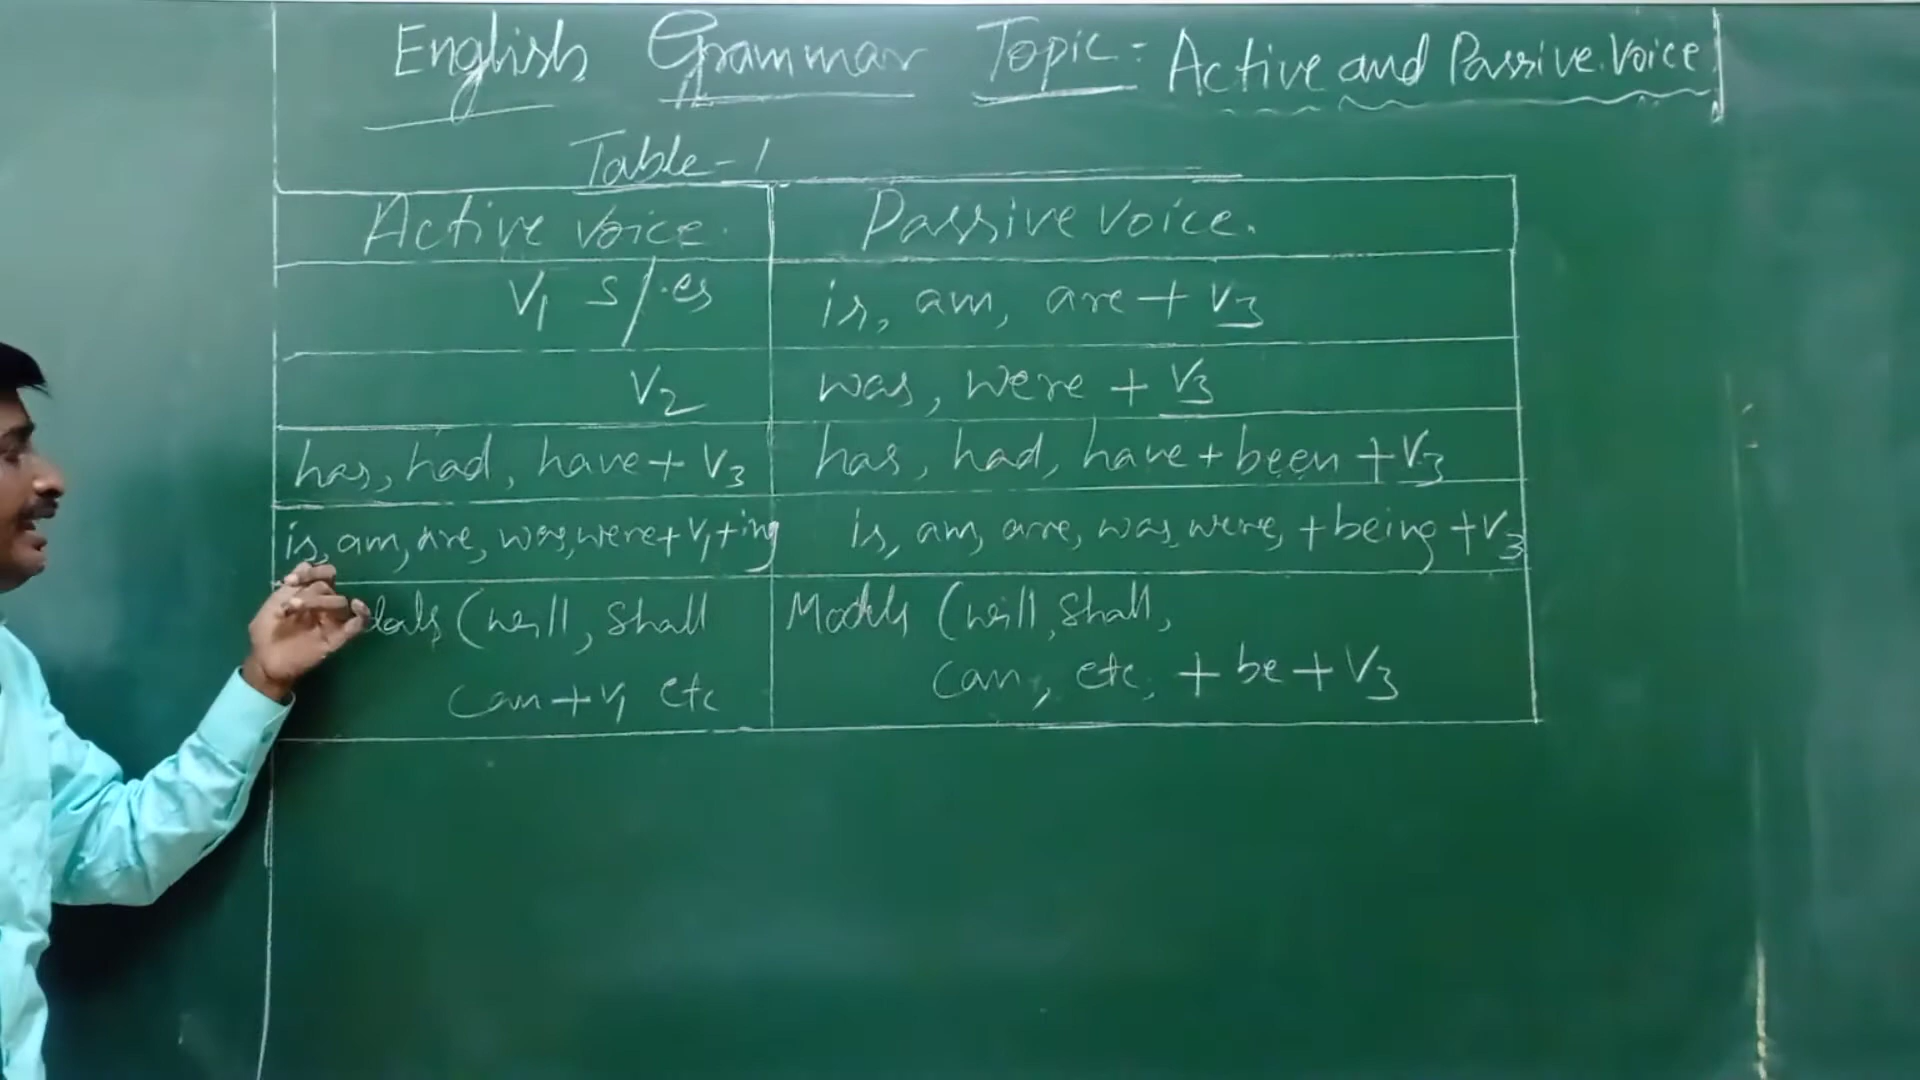 English Grammar Topic: Active and Passive Voice
Table-1
Active voice. Passive voice.
V1 s/es is, am, are + V3
V2 was, were + V3
has, had, have + V3 has, had, have + been + V3
is, am, are, was, were + V1 + ing is, am, are, was, were, + being + V3
dals (will, shall Modals (will, shall,
can + V1 etc can, etc, + be + V3